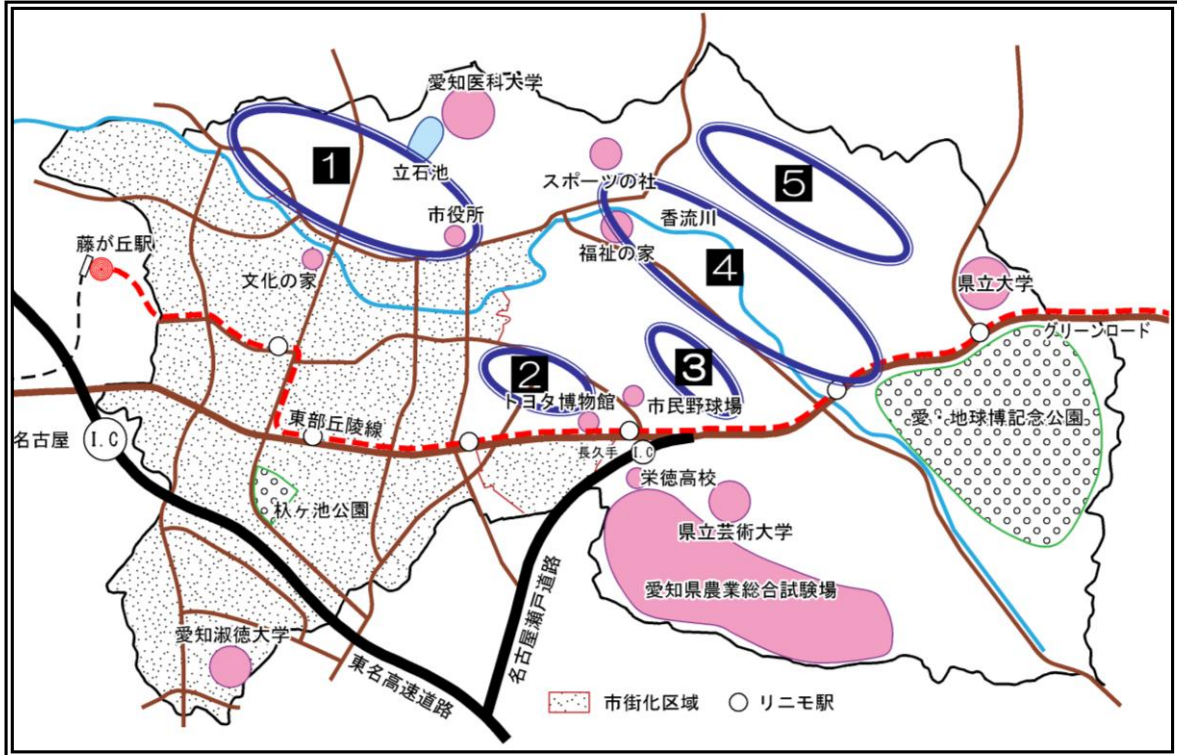 愛知医科大学
1
立石池
市役所
スポーツの杜
5
香流川
福祉の家
4
藤が丘駅
文化の家
県立大学
グリーンロード
2
トヨタ博物館
3
市民野球場
東部丘陵線
愛・地球博記念公園
名古屋
I.C
長久手
I.C
杁ヶ池公園
栄徳高校
県立芸術大学
愛知県農業総合試験場
名古屋瀬戸道路
愛知淑徳大学
東名高速道路
市街化区域
リニモ駅